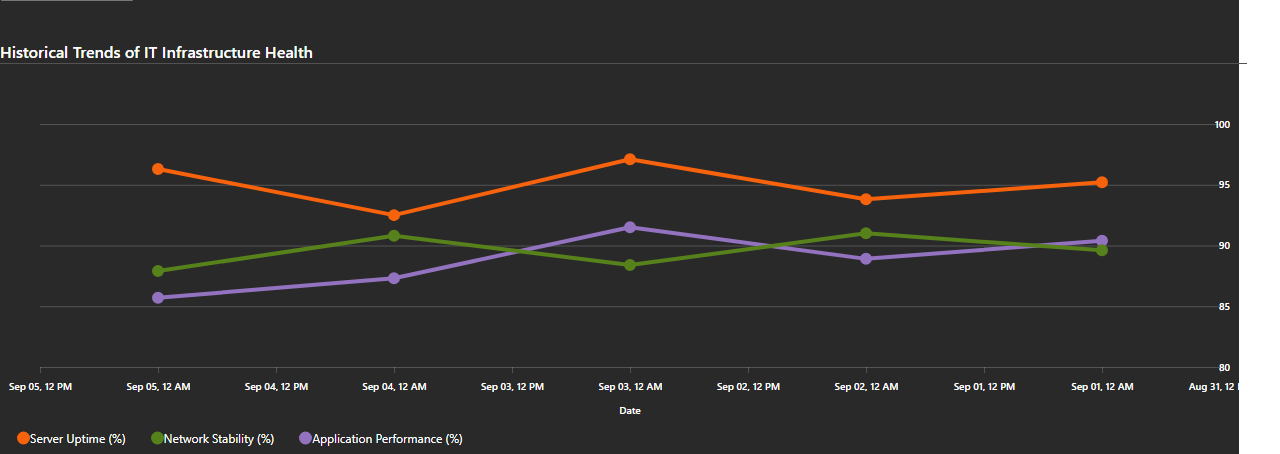 Historical Trends of IT Infrastructure Health
100
95
90
85
80
Sep 05, 12 PM Sep 05, 12 AM Sep 04, 12 PM Sep 04, 12 AM Sep 03, 12 PM Sep 03, 12 AM Sep 02, 12 PM Sep 02, 12 AM Sep 01, 12 PM Sep 01, 12 AM Aug 31, 12
Date
Server Uptime (%) Network Stability (%) Application Performance (%)